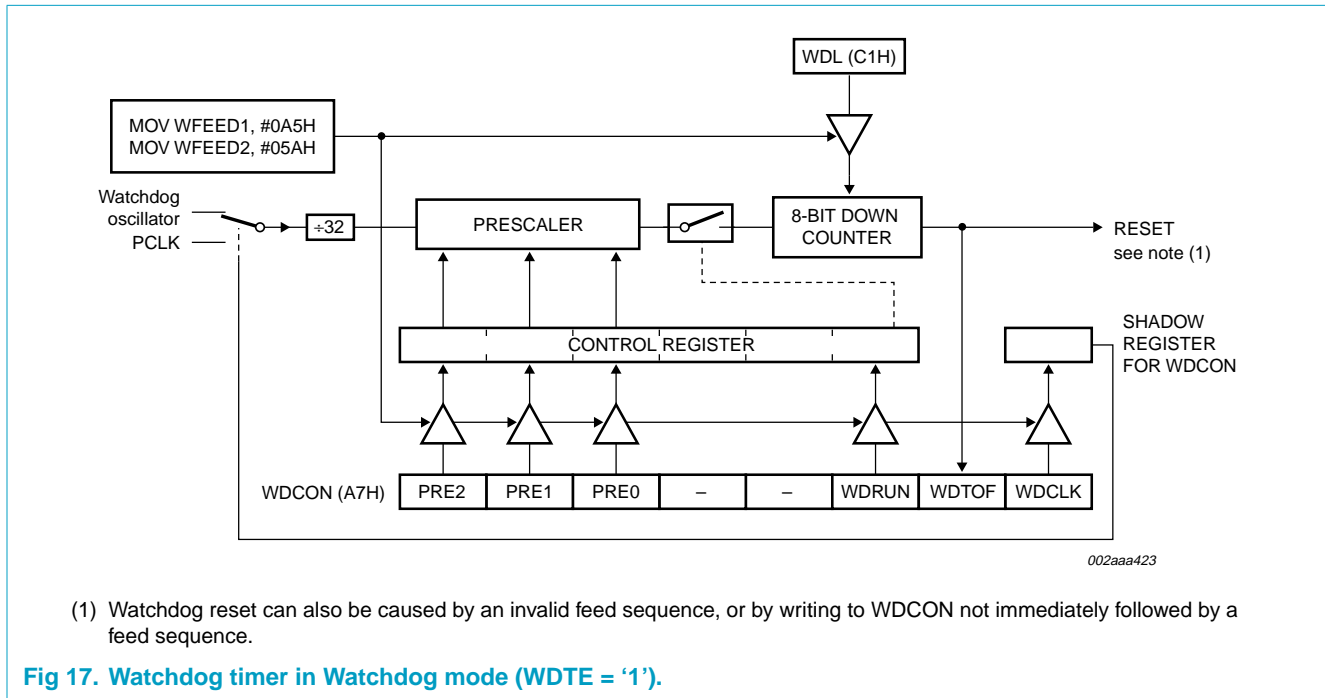 WDL (C1H)
MOV WFEED1, #0A5H
MOV WFEED2, #05AH
Watchdog
oscillator
PCLK
÷32
PRESCALER
8-BIT DOWN
COUNTER
RESET
see note (1)
CONTROL REGISTER
SHADOW
REGISTER
FOR WDCON
WDCON (A7H)
PRE2
PRE1
PRE0
–
–
WDRUN
WDTOF
WDCLK
002aaa423
(1) Watchdog reset can also be caused by an invalid feed sequence, or by writing to WDCON not immediately followed by a
feed sequence.
Fig 17. Watchdog timer in Watchdog mode (WDTE = ‘1’).